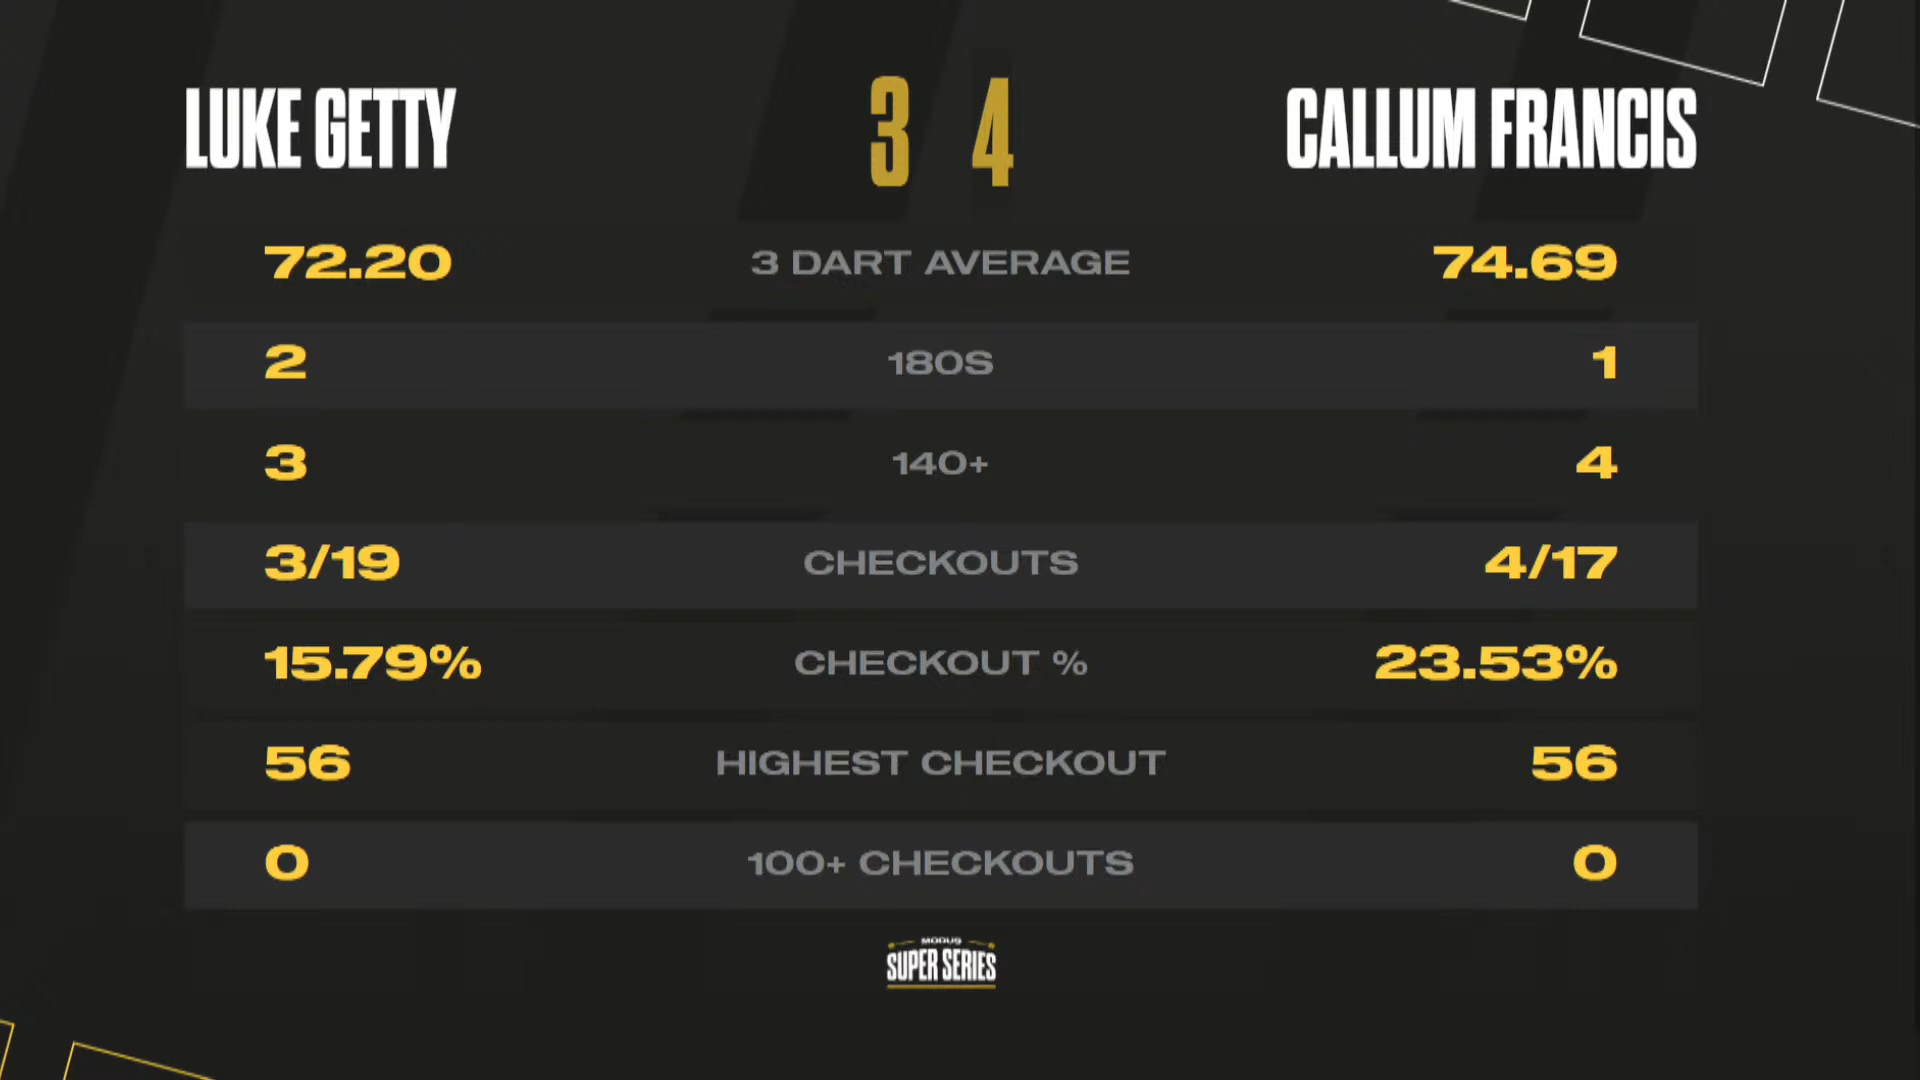 LUKE GETTY 3 4 CALLUM FRANCIS
72.20 3 DART AVERAGE 74.69
2 180S 1
3 140+ 4
3/19 CHECKOUTS 4/17
15.79% CHECKOUT % 23.53%
56 HIGHEST CHECKOUT 56
0 100+ CHECKOUTS 0
MODUS
SUPER SERIES